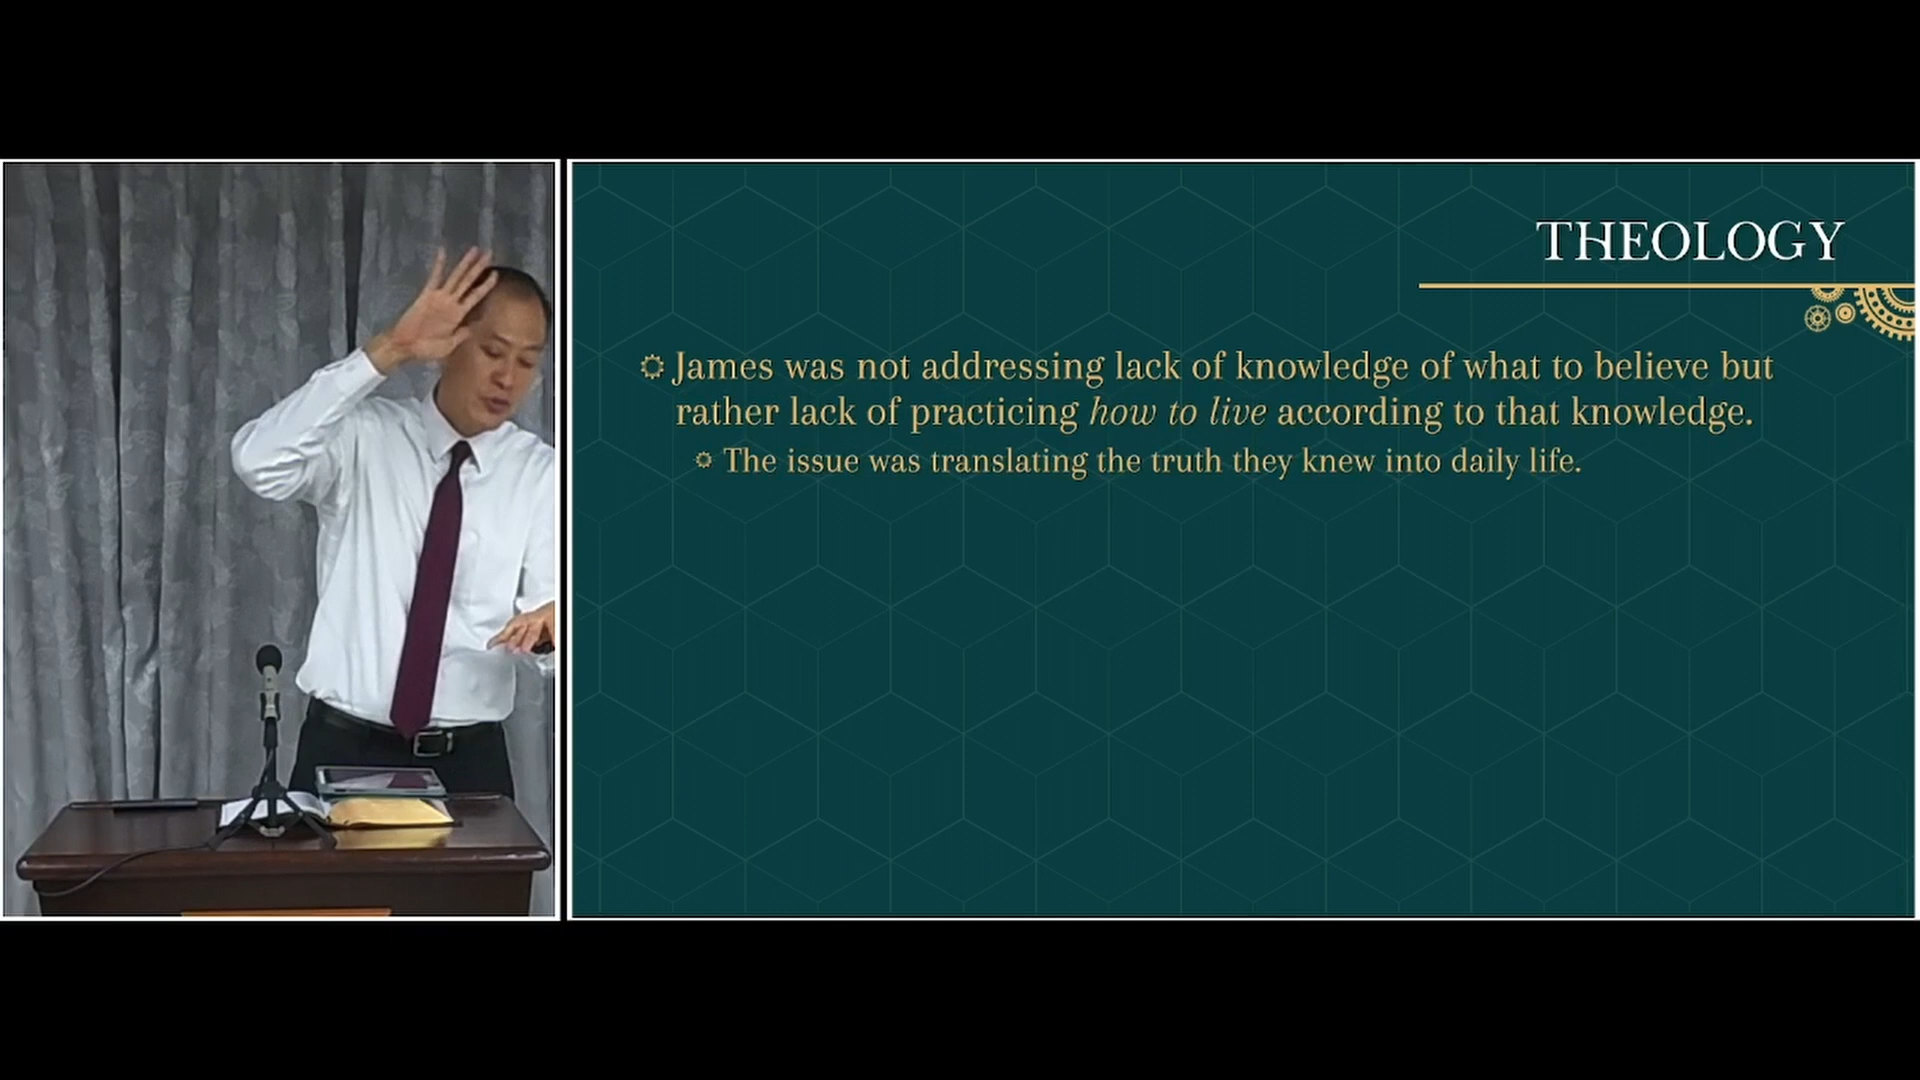 THEOLOGY
James was not addressing lack of knowledge of what to believe but
rather lack of practicing how to live according to that knowledge.
The issue was translating the truth they knew into daily life.